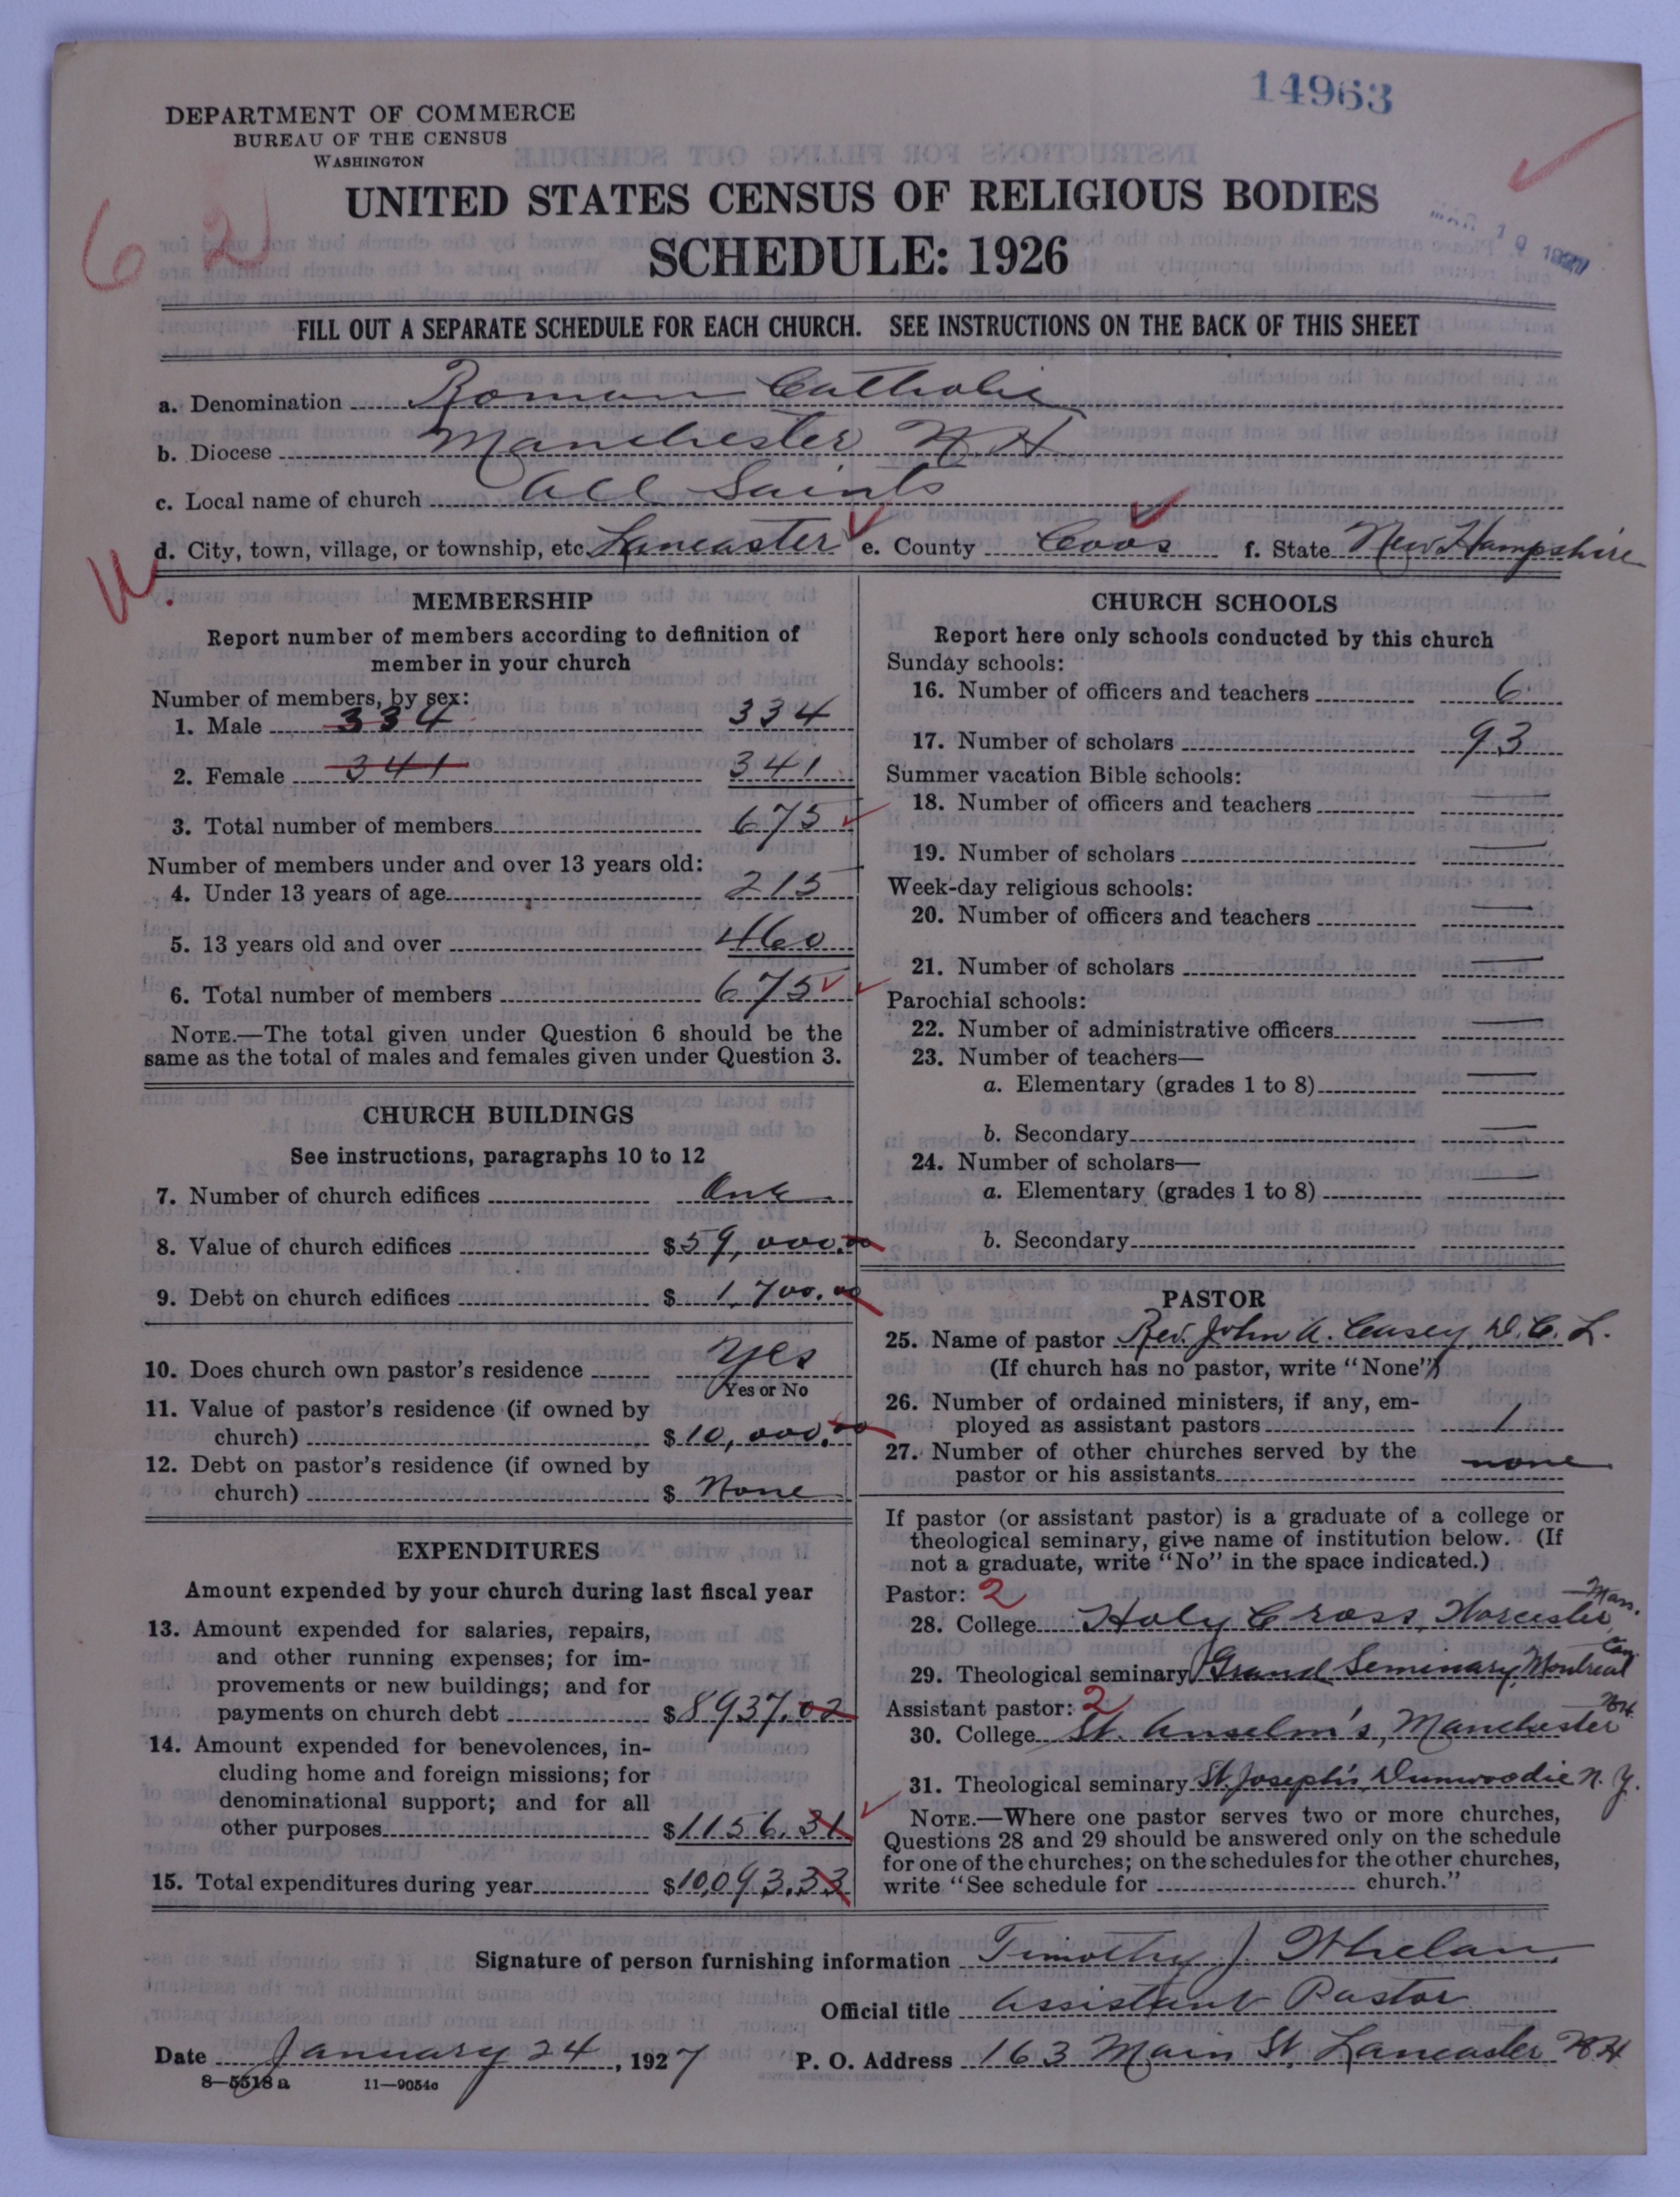 14963
DEPARTMENT OF COMMERCE
BUREAU OF THE CENSUS
WASHINGTON
UNITED STATES CENSUS OF RELIGIOUS BODIES
SCHEDULE: 1926
62
MAR 19 1927
FILL OUT A SEPARATE SCHEDULE FOR EACH CHURCH. SEE INSTRUCTIONS ON THE BACK OF THIS SHEET
a. Denomination Roman Catholic
b. Diocese Manchester N.H
c. Local name of church All Saints
d. City, town, village, or township, etc. Lancaster e. County Coos f. State New Hampshire
MEMBERSHIP
Report number of members according to definition of
member in your church
Number of members, by sex:
1. Male 334 334
2. Female 341 341
3. Total number of members 675
Number of members under and over 13 years old:
4. Under 13 years of age 215
5. 13 years old and over 460
6. Total number of members 675
NOTE.—The total given under Question 6 should be the
same as the total of males and females given under Question 3.
CHURCH BUILDINGS
See instructions, paragraphs 10 to 12
7. Number of church edifices One
8. Value of church edifices $59,000.00
9. Debt on church edifices $1,700.00
10. Does church own pastor's residence Yes
Yes or No
11. Value of pastor's residence (if owned by
church) $10,000.00
12. Debt on pastor's residence (if owned by
church) $ None
EXPENDITURES
Amount expended by your church during last fiscal year
13. Amount expended for salaries, repairs,
and other running expenses; for im-
provements or new buildings; and for
payments on church debt $8937.02
14. Amount expended for benevolences, in-
cluding home and foreign missions; for
denominational support; and for all
other purposes $1156.31
15. Total expenditures during year $10,093.33
CHURCH SCHOOLS
Report here only schools conducted by this church
Sunday schools:
16. Number of officers and teachers 6
17. Number of scholars 93
Summer vacation Bible schools:
18. Number of officers and teachers —
19. Number of scholars —
Week-day religious schools:
20. Number of officers and teachers —
21. Number of scholars —
Parochial schools:
22. Number of administrative officers —
23. Number of teachers—
a. Elementary (grades 1 to 8) —
b. Secondary —
24. Number of scholars—
a. Elementary (grades 1 to 8) —
b. Secondary
PASTOR
25. Name of pastor Rev. John A. Casey, D.C.L.
(If church has no pastor, write "None")
26. Number of ordained ministers, if any, em-
ployed as assistant pastors 1
27. Number of other churches served by the
pastor or his assistants none
If pastor (or assistant pastor) is a graduate of a college or
theological seminary, give name of institution below. (If
not a graduate, write "No" in the space indicated.)
Pastor: 2
28. College Holy Cross, Worcester, Mass.
29. Theological seminary Grand Seminary, Montreal Can.
Assistant pastor: 2
30. College St. Anselm's, Manchester N.H.
31. Theological seminary St. Joseph's, Dunwoodie N.Y.
NOTE.—Where one pastor serves two or more churches,
Questions 28 and 29 should be answered only on the schedule
for one of the churches; on the schedules for the other churches,
write "See schedule for church."
Signature of person furnishing information Timothy J Whelan
Official title Assistant Pastor
Date January 24, 1927 P. O. Address 163 Main St, Lancaster N.H
8—5518 a 11—9054c